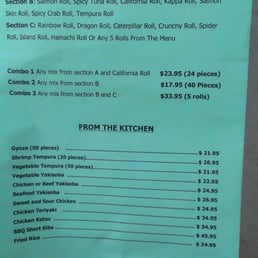 Section B: Salmon Roll, Spicy Tuna Roll, California Roll, Kappa Roll, Salmon
Skin Roll, Spicy Crab Roll, Tempura Roll
Section C: Rainbow Roll, Dragon Roll, Caterpillar Roll, Crunchy Roll, Spider
Roll, Island Roll, Hamachi Roll Or Any 5 Rolls From The Menu
Combo 1 Any mix from section A and California Roll $23.95 (24 pieces)
Combo 2 Any mix from section B $17.95 (40 Pieces)
Combo 3 Any mix from section B and C $33.95 (5 rolls)
FROM THE KITCHEN
Gyoza (50 pieces) $ 21.95
Shrimp Tempura (20 pieces) $ 26.95
Vegetable Tempura (50 pieces) $ 21.95
Vegetable Yakisoba $ 22.95
Chicken or Beef Yakisoba $ 24.95
Seafood Yakisoba $ 26.95
Sweet and Sour Chicken $ 24.95
Chicken Teriyaki $ 34.95
Chicken Katsu $ 34.95
BBQ Short Ribs $ 45.95
Fried Rice $ 24.95